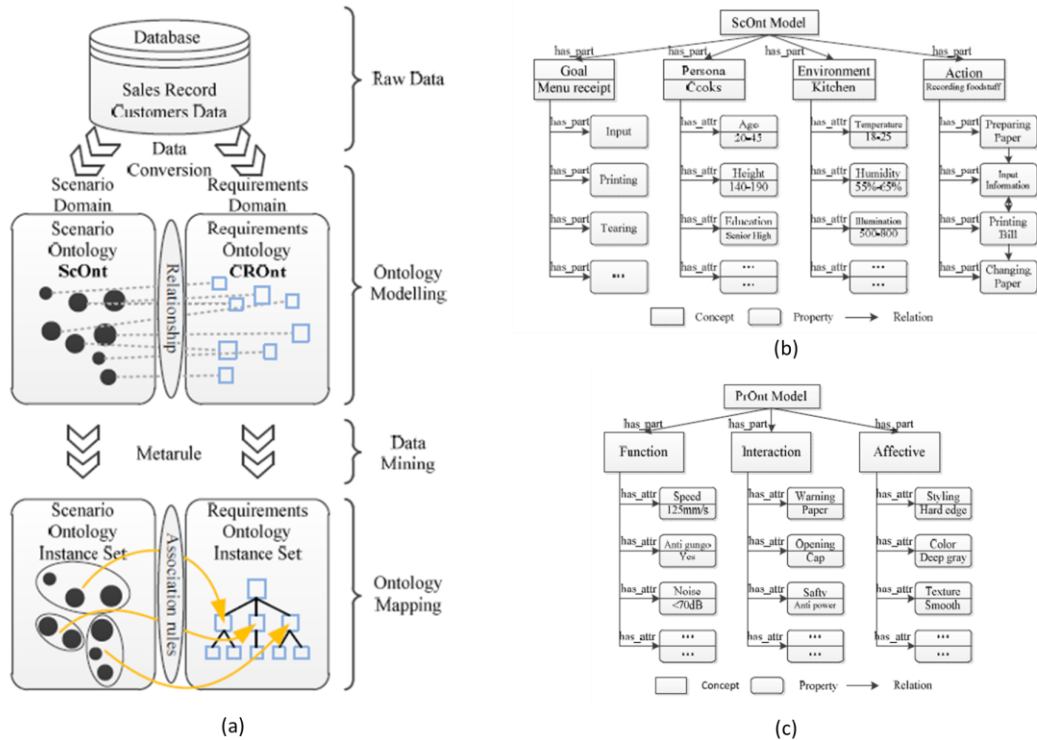 Database
Sales Record
Customers Data
Raw Data
Data
Conversion
Scenario
Domain
Requirements
Domain
Scenario
Ontology
ScOnt
Relationship
Requirements
Ontology
CROnt
Ontology
Modelling
Metarule
Data
Mining
Scenario
Ontology
Instance Set
Association rules
Requirements
Ontology
Instance Set
Ontology
Mapping
(a)
ScOnt Model
has_part
has_part
has_part
has_part
Goal
Menu receipt
Persona
Cooks
Environment
Kitchen
Action
Recording foodstuff
has_part
Input
has_attr
Age
20-45
has_attr
Temperature
18-25
has_part
Preparing
Paper
has_part
Printing
has_attr
Height
140-190
has_attr
Humidity
55%-65%
has_part
Input
Information
has_part
Tearing
has_attr
Education
Senior High
has_attr
Illumination
500-800
has_part
Printing
Bill
has_part
...
has_attr
...
...
has_attr
...
...
has_part
Changing
Paper
Concept
Property
Relation
(b)
PrOnt Model
has_part
has_part
has_part
Function
Interaction
Affective
has_attr
Speed
125mm/s
has_attr
Warning
Paper
has_attr
Styling
Hard edge
has_attr
Anti gungo
Yes
has_attr
Opening
Cap
has_attr
Color
Deep gray
has_attr
Noise
<70dB
has_attr
Safty
Anti power
has_attr
Texture
Smooth
has_attr
...
...
has_attr
...
...
has_attr
...
...
Concept
Property
Relation
(c)